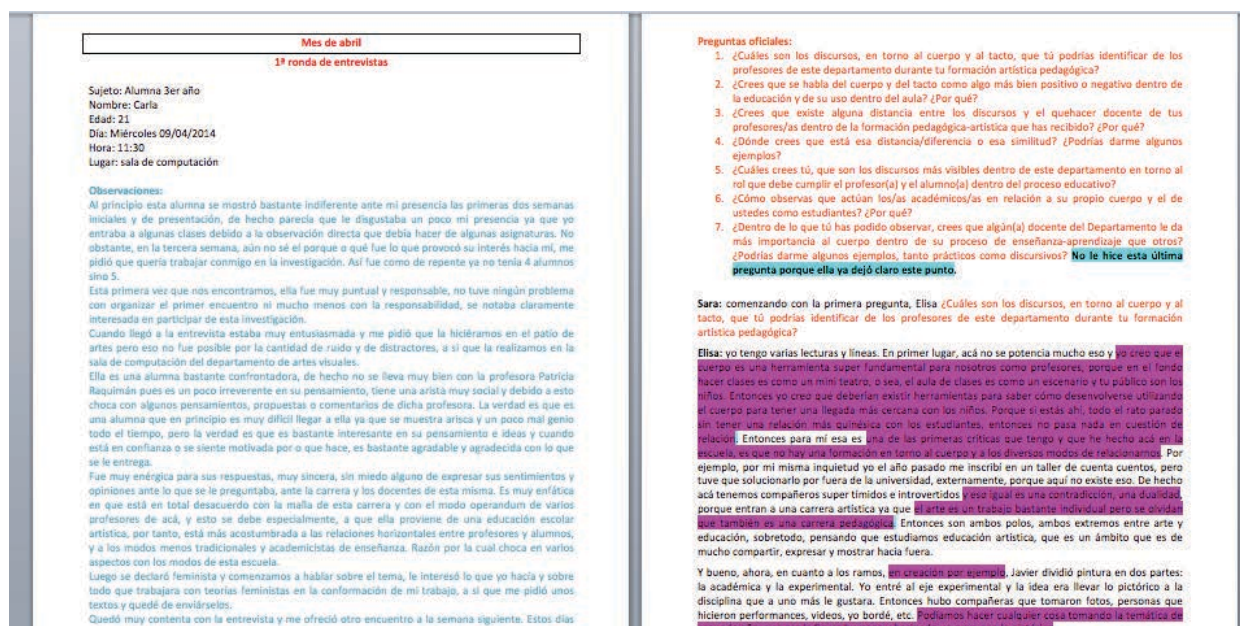 Mes de abril
1ª ronda de entrevistas
Sujeto: Alumna 3er año
Nombre: Carla
Edad: 21
Día: Miércoles 09/04/2014
Hora: 11:30
Lugar: sala de computación
Observaciones:
Al principio esta alumna se mostró bastante indiferente ante mi presencia las primeras dos semanas
iniciales y de presentación, de hecho parecía que le disgustaba un poco mi presencia ya que yo
entraba a algunas clases debido a la observación directa que debía hacer de algunas asignaturas. No
obstante, en la tercera semana, aún no sé el porque o qué fue lo que provocó su interés hacia mí, me
pidió que quería trabajar conmigo en la investigación. Así fue como de repente ya no tenía 4 alumnos
sino 5.
Esta primera vez que nos encontramos, ella fue muy puntual y responsable, no tuve ningún problema
con organizar el primer encuentro ni mucho menos con la responsabilidad, se notaba claramente
interesada en participar de esta investigación.
Cuando llegó a la entrevista estaba muy entusiasmada y me pidió que la hiciéramos en el patio de
artes pero eso no fue posible por la cantidad de ruido y de distractores, a si que la realizamos en la
sala de computación del departamento de artes visuales.
Ella es una alumna bastante confrontadora, de hecho no se lleva muy bien con la profesora Patricia
Raquimán pues es un poco irreverente en su pensamiento, tiene una arista muy social y debido a esto
choca con algunos pensamientos, propuestas o comentarios de dicha profesora. La verdad es que es
una alumna que en principio es muy difícil llegar a ella ya que se muestra arisca y un poco mal genio
todo el tiempo, pero la verdad es que es bastante interesante en su pensamiento e ideas y cuando
está en confianza o se siente motivada por o que hace, es bastante agradable y agradecida con lo que
se le entrega.
Fue muy enérgica para sus respuestas, muy sincera, sin miedo alguno de expresar sus sentimientos y
opiniones ante lo que se le preguntaba, ante la carrera y los docentes de esta misma. Es muy enfática
en que está en total desacuerdo con la malla de esta carrera y con el modo operandum de varios
profesores de acá, y esto se debe especialmente, a que ella proviene de una educación escolar
artística, por tanto, está más acostumbrada a las relaciones horizontales entre profesores y alumnos,
y a los modos menos tradicionales y academicistas de enseñanza. Razón por la cual choca en varios
aspectos con los modos de esta escuela.
Luego se declaró feminista y comenzamos a hablar sobre el tema, le interesó lo que yo hacía y sobre
todo que trabajara con teorías feministas en la conformación de mi trabajo, a si que me pidió unos
textos y quedé de enviárselos.
Quedó muy contenta con la entrevista y me ofreció otro encuentro a la semana siguiente. Estos días
Preguntas oficiales:
1. ¿Cuáles son los discursos, en torno al cuerpo y al tacto, que tú podrías identificar de los
profesores de este departamento durante tu formación artística pedagógica?
2. ¿Crees que se habla del cuerpo y del tacto como algo más bien positivo o negativo dentro de
la educación y de su uso dentro del aula? ¿Por qué?
3. ¿Crees que existe alguna distancia entre los discursos y el quehacer docente de tus
profesores/as dentro de la formación pedagógica-artística que has recibido? ¿Por qué?
4. ¿Dónde crees que está esa distancia/diferencia o esa similitud? ¿Podrías darme algunos
ejemplos?
5. ¿Cuáles crees tú, que son los discursos más visibles dentro de este departamento en torno al
rol que debe cumplir el profesor(a) y el alumno(a) dentro del proceso educativo?
6. ¿Cómo observas que actúan los/as académicos/as en relación a su propio cuerpo y el de
ustedes como estudiantes? ¿Por qué?
7. ¿Dentro de lo que tú has podido observar, crees que algún(a) docente del Departamento le da
más importancia al cuerpo dentro de su proceso de enseñanza-aprendizaje que otros?
¿Podrías darme algunos ejemplos, tanto prácticos como discursivos? No le hice esta última
pregunta porque ella ya dejó claro este punto.
Sara: comenzando con la primera pregunta, Elisa ¿Cuáles son los discursos, en torno al cuerpo y al
tacto, que tú podrías identificar de los profesores de este departamento durante tu formación
artística pedagógica?
Elisa: yo tengo varias lecturas y líneas. En primer lugar, acá no se potencia mucho eso y yo creo que el
cuerpo es una herramienta super fundamental para nosotros como profesores, porque en el fondo
hacer clases es como un mini teatro, o sea, el aula de clases es como un escenario y tu público son los
niños. Entonces yo creo que deberían existir herramientas para saber cómo desenvolverse utilizando
el cuerpo para tener una llegada más cercana con los niños. Porque si estás ahí, todo el rato parado
sin tener una relación más quinésica con los estudiantes, entonces no pasa nada en cuestión de
relación. Entonces para mí esa es una de las primeras críticas que tengo y que he hecho acá en la
escuela, es que no hay una formación en torno al cuerpo y a los diversos modos de relacionarnos. Por
ejemplo, por mi misma inquietud yo el año pasado me inscribí en un taller de cuenta cuentos, pero
tuve que solucionarlo por fuera de la universidad, externamente, porque aquí no existe eso. De hecho
acá tenemos compañeros super tímidos e introvertidos y eso igual es una contradicción, una dualidad,
porque entran a una carrera artística ya que el arte es un trabajo bastante individual pero se olvidan
que también es una carrera pedagógica. Entonces son ambos polos, ambos extremos entre arte y
educación, sobretodo, pensando que estudiamos educación artística, que es un ámbito que es de
mucho compartir, expresar y mostrar hacia fuera.
Y bueno, ahora, en cuanto a los ramos, en creación por ejemplo, Javier dividió pintura en dos partes:
la académica y la experimental. Yo entré al eje experimental y la idea era llevar lo pictórico a la
disciplina que a uno más le gustara. Entonces hubo compañeras que tomaron fotos, personas que
hicieron performances, videos, yo bordé, etc. Podíamos hacer cualquier cosa tomando la temática de